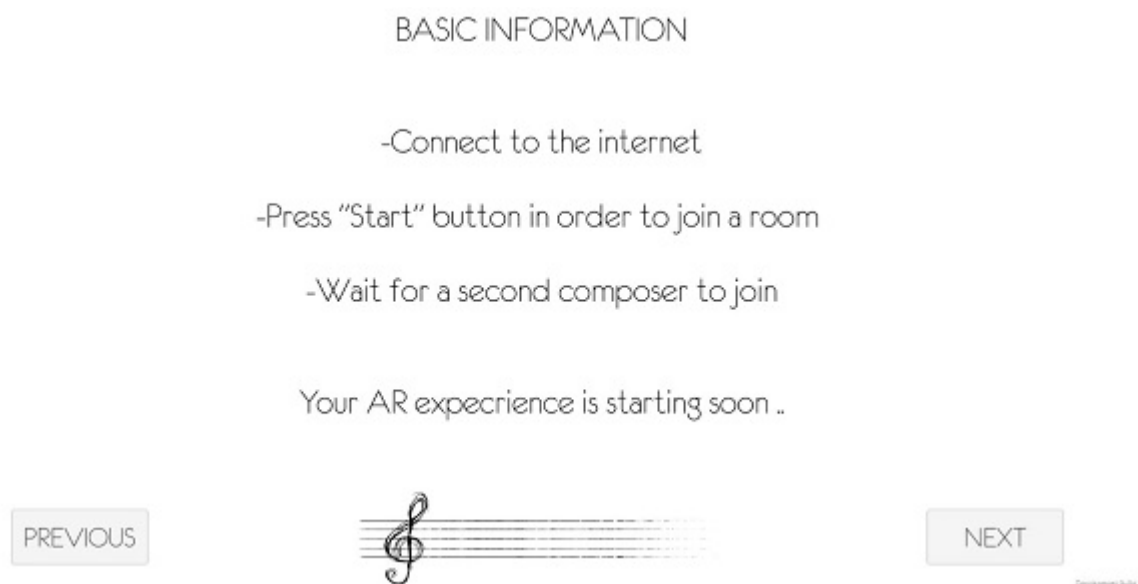 BASIC INFORMATION
-Connect to the internet
-Press "Start" button in order to join a room
-Wait for a second composer to join
Your AR expecrience is starting soon ..
PREVIOUS
NEXT